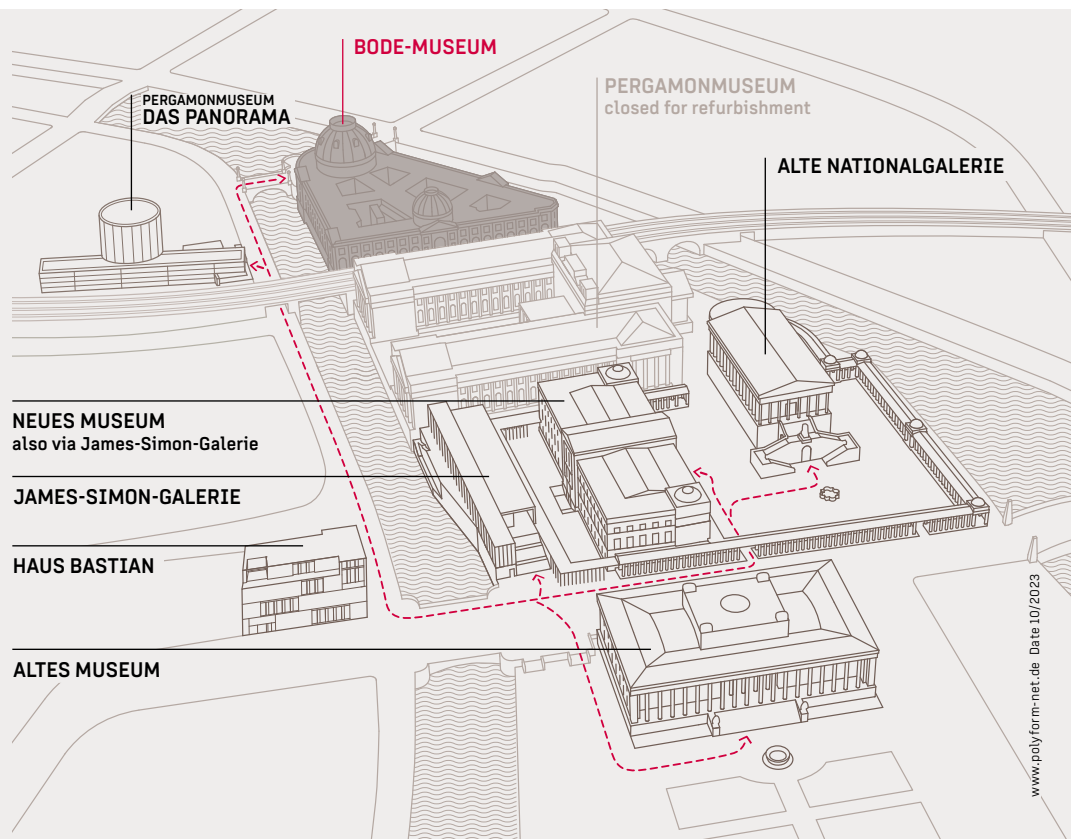 BODE-MUSEUM
PERGAMONMUSEUM
DAS PANORAMA
PERGAMONMUSEUM
closed for refurbishment
ALTE NATIONALGALERIE
NEUES MUSEUM
also via James-Simon-Galerie
JAMES-SIMON-GALERIE
HAUS BASTIAN
ALTES MUSEUM
www.polyform-net.de Date 10/2023